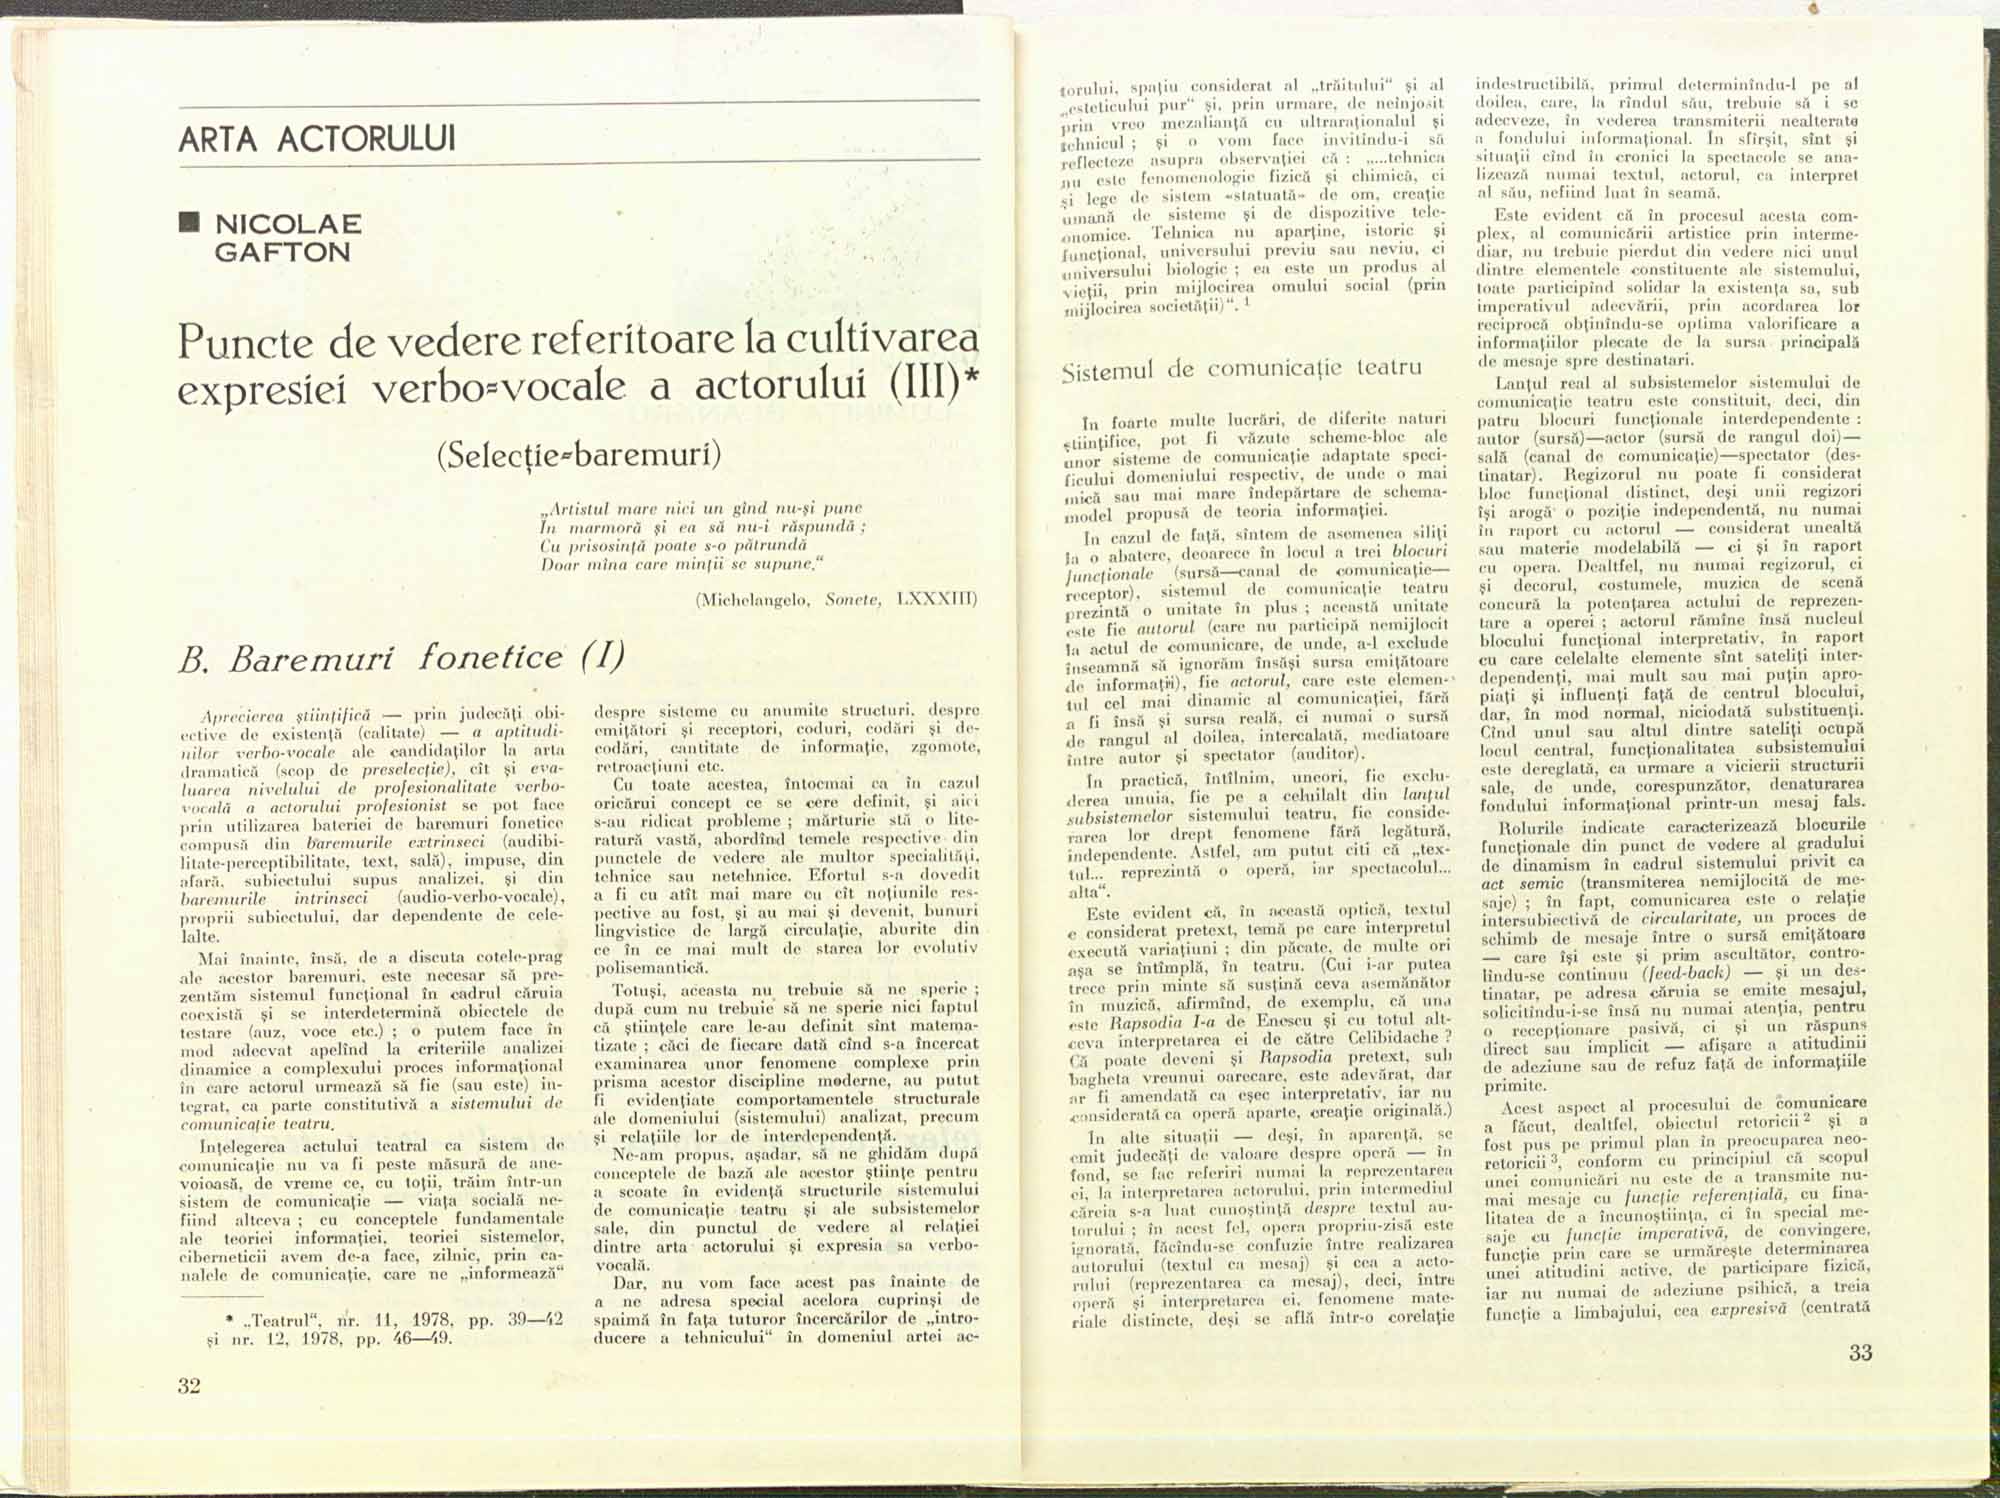 ARTA ACTORULUI
■ NICOLAE
GAFTON
Puncte de vedere referitoare la cultivarea
expresiei verbo-vocale a actorului (III)*
(Selecție-baremuri)
„Artistul mare nici un gînd nu-și pune
In marmoră și ea să nu-i răspundă ;
Cu prisosință poate s-o pătrundă
Doar mîna care minții se supune.“
(Michelangelo, Sonete, LXXXIII)
B. Baremuri fonetice (I)
Aprecierea științifică — prin judecăți obi-
ective de existență (calitate) — a aptitudi-
nilor verbo-vocale ale candidaților la arta
dramatică (scop de preselecție), cît și eva-
luarea nivelului de profesionalitate verbo-
vocală a actorului profesionist se pot face
prin utilizarea bateriei de baremuri fonetice
compusă din baremurile extrinseci (audibi-
litate-perceptibilitate, text, sală), impuse, din
afară, subiectului supus analizei, și din
baremurile intrinseci (audio-verbo-vocale),
proprii subiectului, dar dependente de cele-
lalte.
Mai înainte, însă, de a discuta cotele-prag
ale acestor baremuri, este necesar să pre-
zentăm sistemul funcțional în cadrul căruia
coexistă și se interdetermină obiectele de
testare (auz, voce etc.) ; o putem face în
mod adecvat apelînd la criteriile analizei
dinamice a complexului proces informațional
în care actorul urmează să fie (sau este) in-
tegrat, ca parte constitutivă a sistemului de
comunicație teatru.
Ințelegerea actului teatral ca sistem de
comunicație nu va fi peste măsură de ane-
voioasă, de vreme ce, cu toții, trăim într-un
sistem de comunicație — viața socială ne-
fiind altceva ; cu conceptele fundamentale
ale teoriei informației, teoriei sistemelor,
ciberneticii avem de-a face, zilnic, prin ca-
nalele de comunicație, care ne „informează“
* „Teatrul“, nr. 11, 1978, pp. 39—42
și nr. 12, 1978, pp. 46—49.
32
despre sisteme cu anumite structuri, despre
emițători și receptori, coduri, codări și de-
codări, cantitate de informație, zgomote,
retroacțiuni etc.
Cu toate acestea, întocmai ca în cazul
oricărui concept ce se cere definit, și aici
s-au ridicat probleme ; mărturie stă o lite-
ratură vastă, abordînd temele respective din
punctele de vedere ale multor specialități,
tehnice sau netehnice. Efortul s-a dovedit
a fi cu atît mai mare cu cît noțiunile res-
pective au fost, și au mai și devenit, bunuri
lingvistice de largă circulație, aburite din
ce în ce mai mult de starea lor evolutiv
polisemantică.
Totuși, aceasta nu trebuie să ne sperie ;
după cum nu trebuie să ne sperie nici faptul
că științele care le-au definit sînt matema-
tizate ; căci de fiecare dată cînd s-a încercat
examinarea unor fenomene complexe prin
prisma acestor discipline moderne, au putut
fi evidențiate comportamentele structurale
ale domeniului (sistemului) analizat, precum
și relațiile lor de interdependență.
Ne-am propus, așadar, să ne ghidăm după
conceptele de bază ale acestor științe pentru
a scoate în evidență structurile sistemului
de comunicație teatru și ale subsistemelor
sale, din punctul de vedere al relației
dintre arta actorului și expresia sa verbo-
vocală.
Dar, nu vom face acest pas înainte de
a ne adresa special acelora cuprinși de
spaimă în fața tuturor încercărilor de „intro-
ducere a tehnicului“ în domeniul artei ac-
torului, spațiu considerat al „trăitului“ și al
„esteticului pur“ și, prin urmare, de neînjosit
prin vreo mezalianță cu ultraraționalul și
tehnicul ; și o vom face invitîndu-i să
reflecteze asupra observației că : „...tehnica
nu este fenomenologie fizică și chimică, ci
și lege de sistem «statuată» de om, creație
umană de sisteme și de dispozitive tele-
onomice. Tehnica nu aparține, istoric și
funcțional, universului previu sau neviu, ci
universului biologic ; ea este un produs al
vieții, prin mijlocirea omului social (prin
mijlocirea societății)“. 1
Sistemul de comunicație teatru
In foarte multe lucrări, de diferite naturi
științifice, pot fi văzute scheme-bloc ale
unor sisteme de comunicație adaptate speci-
ficului domeniului respectiv, de unde o mai
mică sau mai mare îndepărtare de schema-
model propusă de teoria informației.
In cazul de față, sîntem de asemenea siliți
la o abatere, deoarece în locul a trei blocuri
funcționale (sursă—canal de comunicație—
receptor), sistemul de comunicație teatru
prezintă o unitate în plus ; această unitate
este fie autorul (care nu participă nemijlocit
la actul de comunicare, de unde, a-l exclude
înseamnă să ignorăm însăși sursa emițătoare
de informații), fie actorul, care este elemen-
tul cel mai dinamic al comunicației, fără
a fi însă și sursa reală, ci numai o sursă
de rangul al doilea, intercalată, mediatoare
între autor și spectator (auditor).
In practică, întîlnim, uneori, fie exclu-
derea unuia, fie pe a celuilalt din lanțul
subsistemelor sistemului teatru, fie conside-
rarea lor drept fenomene fără legătură,
independente. Astfel, am putut citi că „tex-
tul... reprezintă o operă, iar spectacolul...
alta“.
Este evident că, în această optică, textul
e considerat pretext, temă pe care interpretul
execută variațiuni ; din păcate, de multe ori
așa se întîmplă, în teatru. (Cui i-ar putea
trece prin minte să susțină ceva asemănător
în muzică, afirmînd, de exemplu, că una
este Rapsodia I-a de Enescu și cu totul alt-
ceva interpretarea ei de către Celibidache ?
Că poate deveni și Rapsodia pretext, sub
bagheta vreunui oarecare, este adevărat, dar
ar fi amendată ca eșec interpretativ, iar nu
considerată ca operă aparte, creație originală.)
In alte situații — deși, în aparență, se
emit judecăți de valoare despre operă — în
fond, se fac referiri numai la reprezentarea
ei, la interpretarea actorului, prin intermediul
căreia s-a luat cunoștință despre textul au-
torului ; în acest fel, opera propriu-zisă este
ignorată, făcîndu-se confuzie între realizarea
autorului (textul ca mesaj) și cea a acto-
rului (reprezentarea ca mesaj), deci, între
operă și interpretarea ei, fenomene mate-
riale distincte, deși se află într-o corelație
indestructibilă, primul determinîndu-l pe al
doilea, care, la rîndul său, trebuie să i se
adecveze, în vederea transmiterii nealterate
a fondului informațional. In sfîrșit, sînt și
situații cînd în cronici la spectacole se ana-
lizează numai textul, actorul, ca interpret
al său, nefiind luat în seamă.
Este evident că în procesul acesta com-
plex, al comunicării artistice prin interme-
diar, nu trebuie pierdut din vedere nici unul
dintre elementele constituente ale sistemului,
toate participînd solidar la existența sa, sub
imperativul adecvării, prin acordarea lor
reciprocă obținîndu-se optima valorificare a
informațiilor plecate de la sursa principală
de mesaje spre destinatari.
Lanțul real al subsistemelor sistemului de
comunicație teatru este constituit, deci, din
patru blocuri funcționale interdependente :
autor (sursă)—actor (sursă de rangul doi)—
sală (canal de comunicație)—spectator (des-
tinatar). Regizorul nu poate fi considerat
bloc funcțional distinct, deși unii regizori
își arogă o poziție independentă, nu numai
în raport cu actorul — considerat unealtă
sau materie modelabilă — ci și în raport
cu opera. Dealtfel, nu numai regizorul, ci
și decorul, costumele, muzica de scenă
concură la potențarea actului de reprezen-
tare a operei ; actorul rămîne însă nucleul
blocului funcțional interpretativ, în raport
cu care celelalte elemente sînt sateliți inter-
dependenți, mai mult sau mai puțin apro-
piați și influenți față de centrul blocului,
dar, în mod normal, niciodată substituenți.
Cînd unul sau altul dintre sateliți ocupă
locul central, funcționalitatea subsistemului
este dereglată, ca urmare a vicierii structurii
sale, de unde, corespunzător, denaturarea
fondului informațional printr-un mesaj fals.
Rolurile indicate caracterizează blocurile
funcționale din punct de vedere al gradului
de dinamism în cadrul sistemului privit ca
act semic (transmiterea nemijlocită de me-
saje) ; în fapt, comunicarea este o relație
intersubiectivă de circularitate, un proces de
schimb de mesaje între o sursă emițătoare
— care își este și prim ascultător, contro-
lîndu-se continuu (feed-back) — și un des-
tinatar, pe adresa căruia se emite mesajul,
solicitîndu-i-se însă nu numai atenția, pentru
o recepționare pasivă, ci și un răspuns
direct sau implicit — afișare a atitudinii
de adeziune sau de refuz față de informațiile
primite.
Acest aspect al procesului de comunicare
a făcut, dealtfel, obiectul retoricii 2 și a
fost pus pe primul plan în preocuparea neo-
retoricii 3, conform cu principiul că scopul
unei comunicări nu este de a transmite nu-
mai mesaje cu funcție referențială, cu fina-
litatea de a încunoștiința, ci în special me-
saje cu funcție imperativă, de convingere,
funcție prin care se urmărește determinarea
unei atitudini active, de participare fizică,
iar nu numai de adeziune psihică, a treia
funcție a limbajului, cea expresivă (centrată
33